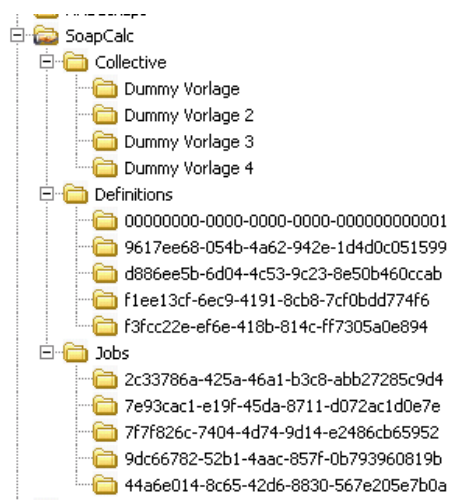 SoapCalc
Collective
Dummy Vorlage
Dummy Vorlage 2
Dummy Vorlage 3
Dummy Vorlage 4
Definitions
00000000-0000-0000-0000-000000000001
9617ee68-054b-4a62-942e-1d4d0c051599
d886ee5b-6d04-4c53-9c23-8e50b460ccab
f1ee13cf-6ec9-4191-8cb8-7cf0bdd774f6
f3fcc22e-ef6e-418b-814c-ff7305a0e894
Jobs
2c33786a-425a-46a1-b3c8-abb27285c9d4
7e93cac1-e19f-45da-8711-d072ac1d0e7e
7f7f826c-7404-4d74-9d14-e2486cb65952
9dc66782-52b1-4aac-857f-0b793960819b
44a6e014-8c65-42d6-8830-567e205e7b0a